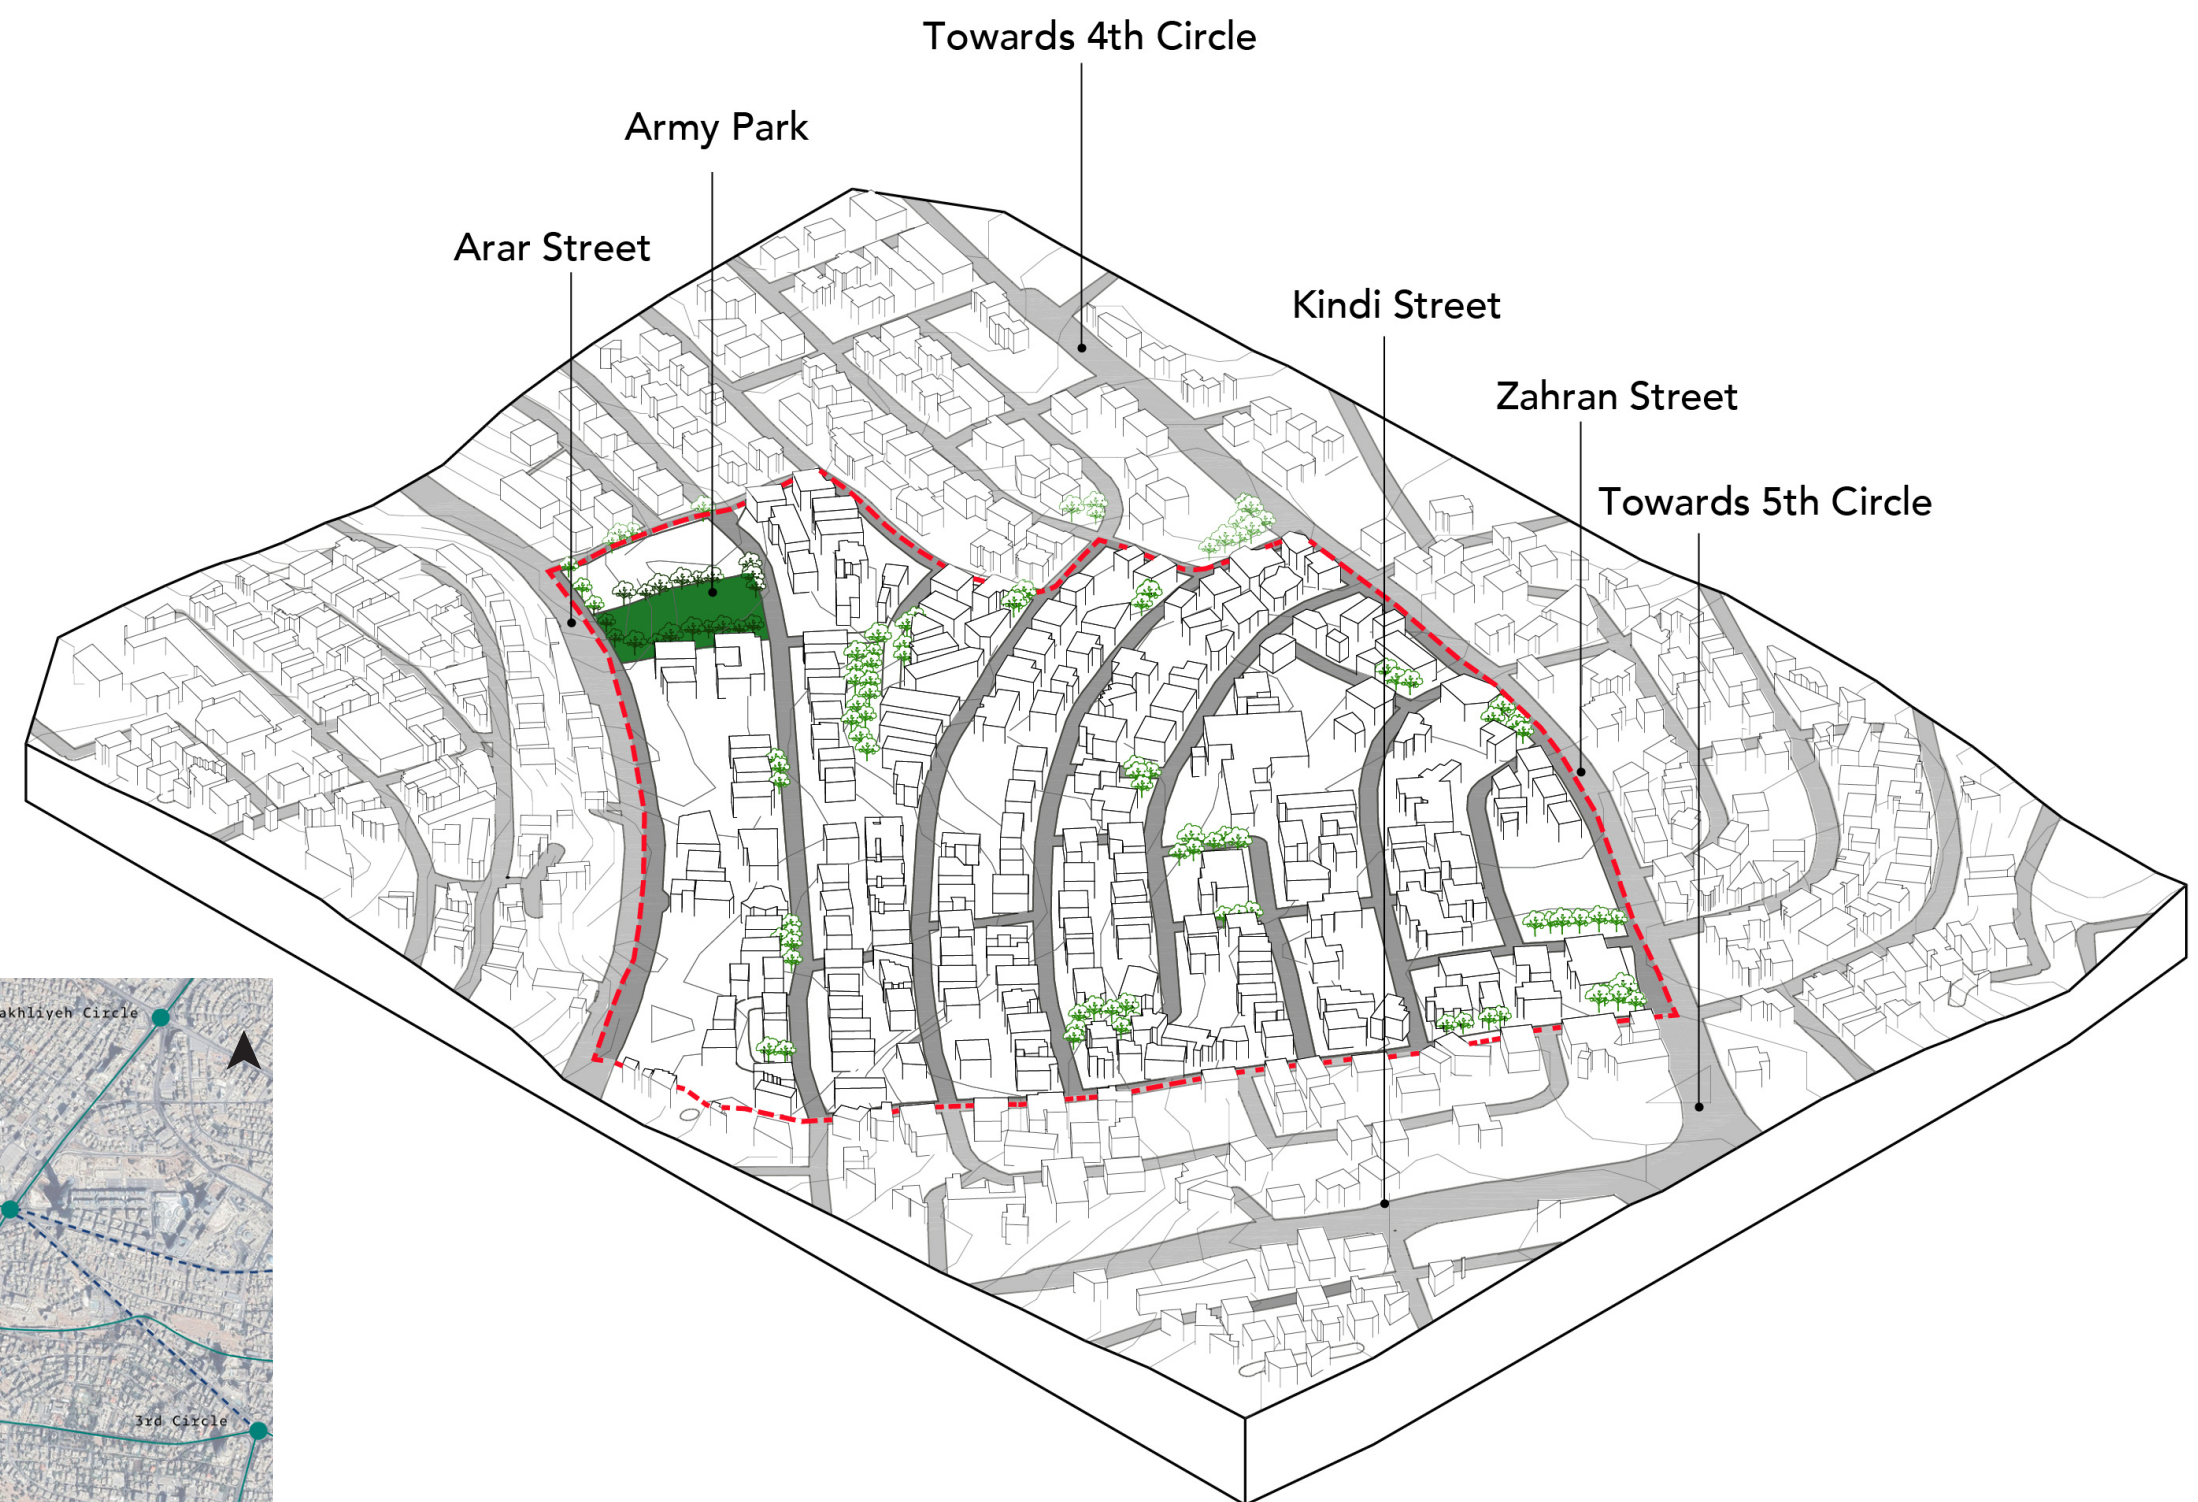 Towards 4th Circle
Army Park
Arar Street
Kindi Street
Zahran Street
Towards 5th Circle
akhliyeh Circle
3rd Circle